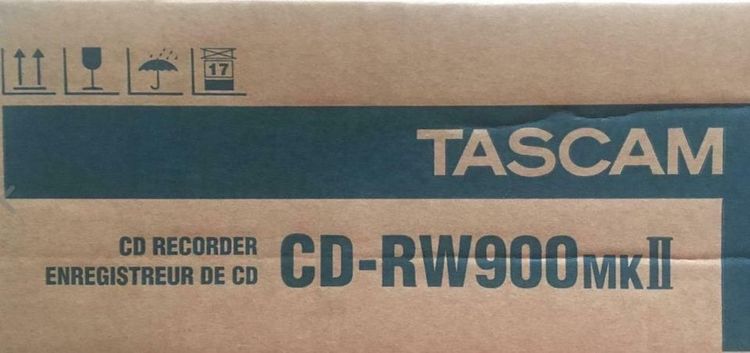 17
TASCAM
CD RECORDER
ENREGISTREUR DE CD
CD-RW900MKII